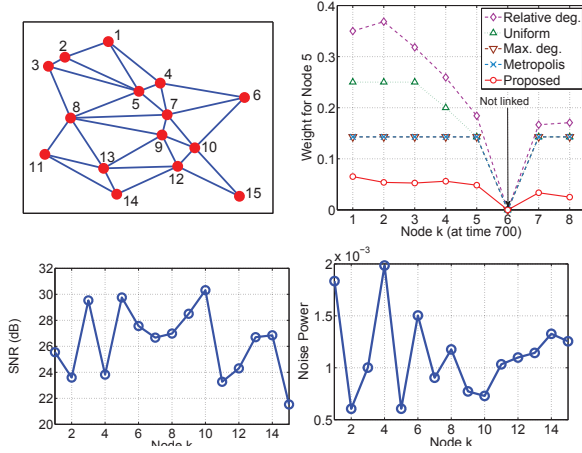 1
2
3
4
5
6
7
8
9
10
11
12
13
14
15
Weight for Node 5
0.4
0.3
0.2
0.1
0
Relative deg.
Uniform
Max. deg.
Metropolis
Proposed
Not linked
1 2 3 4 5 6 7 8
Node k (at time 700)
SNR (dB)
32
30
28
26
24
22
20
2 4 6 8 10 12 14
Node k
Noise Power
2 x 10^-3
1.5
1
0.5
2 4 6 8 10 12 14
Node k